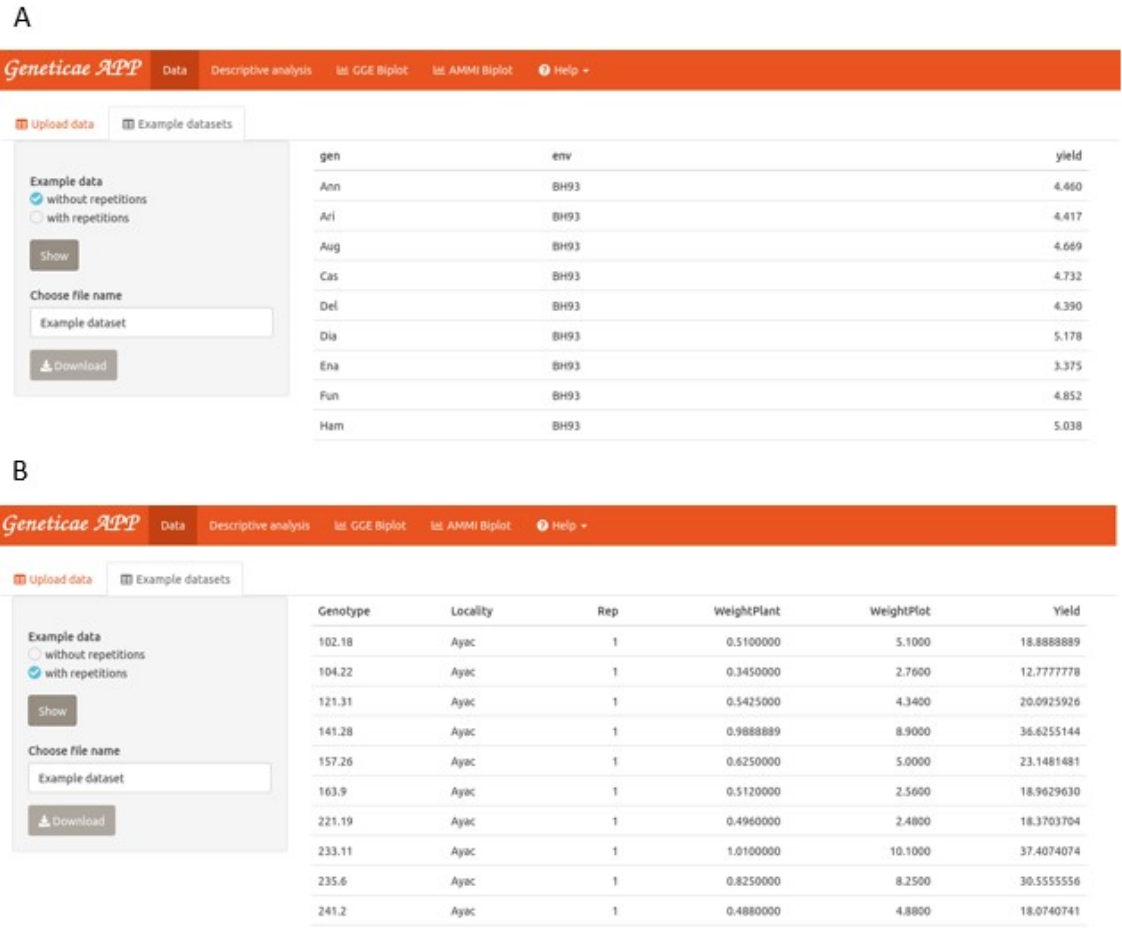 A
Geneticae APP Data Descriptive analysis GGE Biplot AMMI Biplot Help
Upload data Example datasets
Example data
without repetitions
with repetitions
Show
Choose file name
Example dataset
Download
gen env yield
Ann BH93 4.460
Ari BH93 4.417
Aug BH93 4.669
Cas BH93 4.732
Del BH93 4.390
Dia BH93 5.178
Ena BH93 3.375
Fun BH93 4.852
Ham BH93 5.038
B
Geneticae APP Data Descriptive analysis GGE Biplot AMMI Biplot Help
Upload data Example datasets
Example data
without repetitions
with repetitions
Show
Choose file name
Example dataset
Download
Genotype Locality Rep WeightPlant WeightPlot Yield
102.18 Ayac 1 0.5100000 5.1000 18.8888889
104.22 Ayac 1 0.3450000 2.7600 12.7777778
121.31 Ayac 1 0.5425000 4.3400 20.0925926
141.28 Ayac 1 0.9888889 8.9000 36.6255144
157.26 Ayac 1 0.6250000 5.0000 23.1481481
163.9 Ayac 1 0.5120000 2.5600 18.9629630
221.19 Ayac 1 0.4960000 2.4800 18.3703704
233.11 Ayac 1 1.0100000 10.1000 37.4074074
235.6 Ayac 1 0.8250000 8.2500 30.5555556
241.2 Ayac 1 0.4880000 4.8800 18.0740741